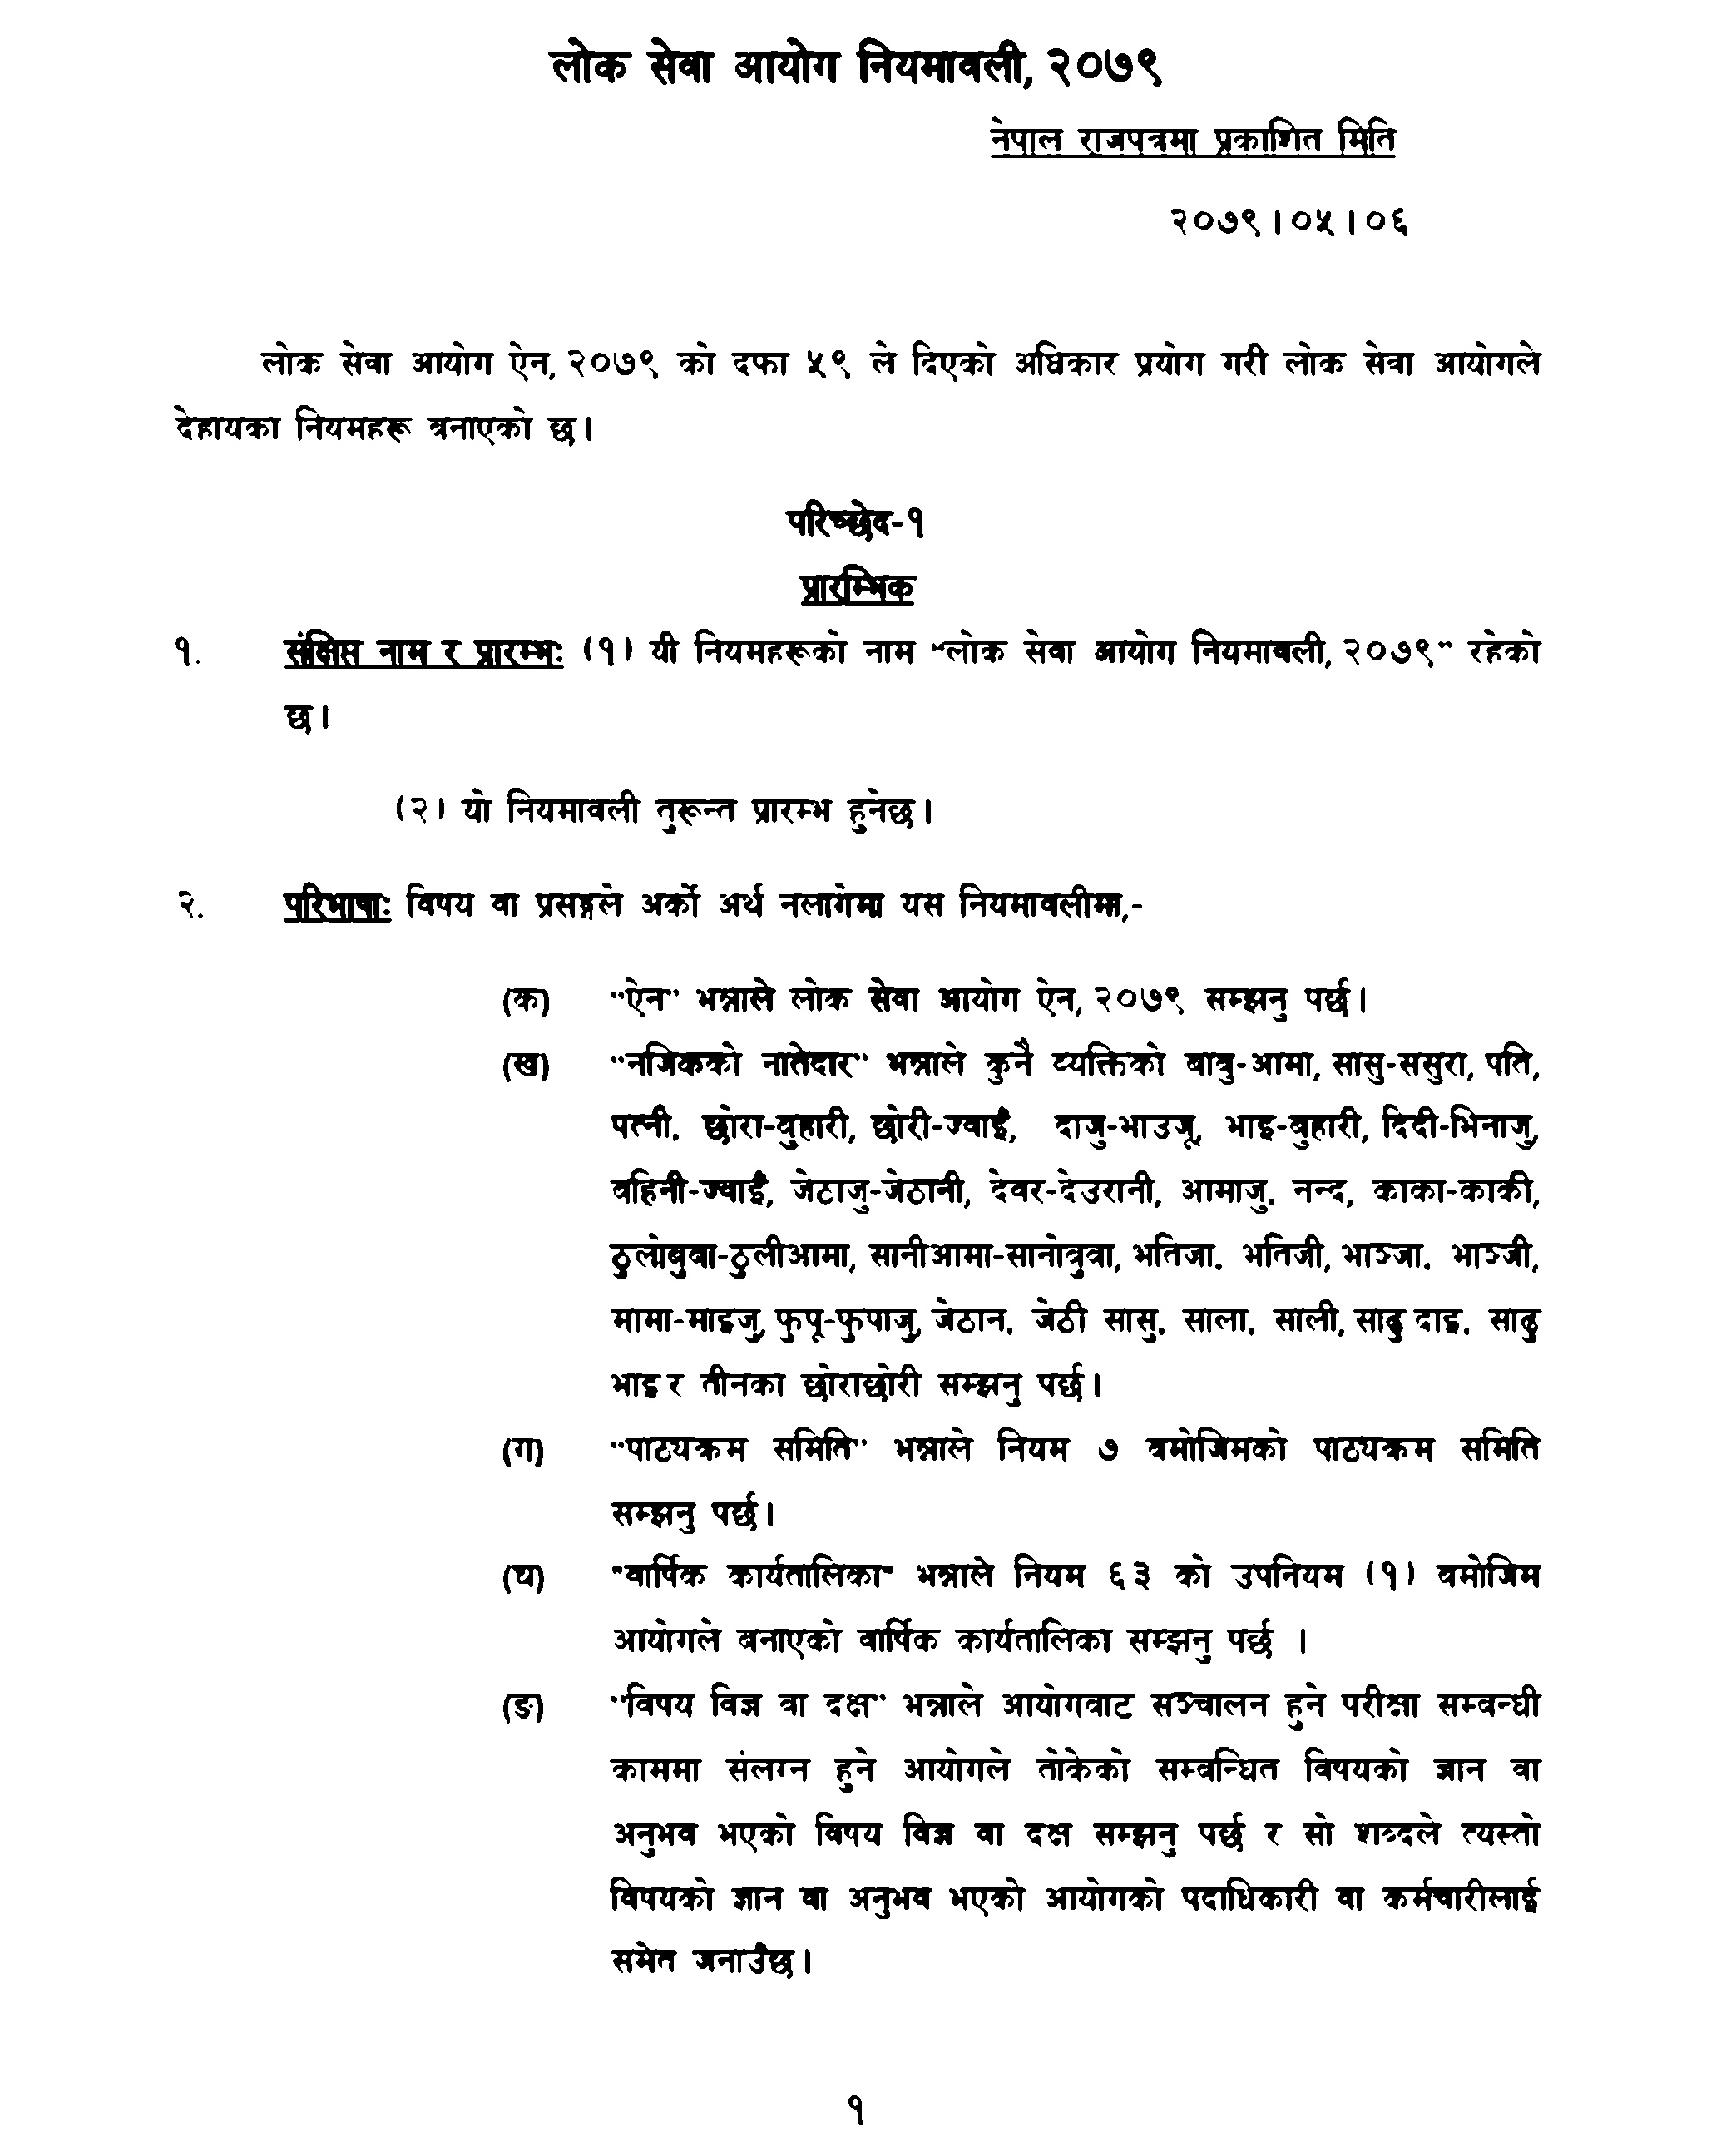 लोक सेवा आयोग नियमावली, २०७९
नेपाल राजपत्रमा प्रकाशित मिति
२०७९।०५।०६
लोक सेवा आयोग ऐन, २०७९ को दफा ५९ ले दिएको अधिकार प्रयोग गरी लोक सेवा आयोगले
देहायका नियमहरू बनाएको छ।
परिच्छेद-१
प्रारम्भिक
१. संक्षिप्त नाम र प्रारम्भः (१) यी नियमहरूको नाम "लोक सेवा आयोग नियमावली, २०७९" रहेको
छ।
(२) यो नियमावली तुरून्त प्रारम्भ हुनेछ।
२. परिभाषाः विषय वा प्रसङ्गले अर्को अर्थ नलागेमा यस नियमावलीमा,-
(क) "ऐन" भन्नाले लोक सेवा आयोग ऐन, २०७९ सम्झनु पर्छ।
(ख) "नजिकको नातेदार" भन्नाले कुनै व्यक्तिको बाबु-आमा, सासु-ससुरा, पति,
पत्नी, छोरा-बुहारी, छोरी-ज्वाईं, दाजु-भाउजू, भाइ-बुहारी, दिदी-भिनाजु,
बहिनी-ज्वाईं, जेठाजु-जेठानी, देवर-देउरानी, आमाजु, नन्द, काका-काकी,
ठुलोबुबा-ठुलीआमा, सानीआमा-सानोबुबा, भतिजा, भतिजी, भाञ्जा, भाञ्जी,
मामा-माइजु, फुपू-फुपाजु, जेठान, जेठी सासु, साला, साली, साढु दाइ, साढु
भाइ र तीनका छोराछोरी सम्झनु पर्छ।
(ग) "पाठ्यक्रम समिति" भन्नाले नियम ७ बमोजिमको पाठ्यक्रम समिति
सम्झनु पर्छ।
(घ) "वार्षिक कार्यतालिका" भन्नाले नियम ६३ को उपनियम (१) बमोजिम
आयोगले बनाएको वार्षिक कार्यतालिका सम्झनु पर्छ ।
(ङ) "विषय विज्ञ वा दक्ष" भन्नाले आयोगबाट सञ्चालन हुने परीक्षा सम्बन्धी
काममा संलग्न हुने आयोगले तोकेको सम्बन्धित विषयको ज्ञान वा
अनुभव भएको विषय विज्ञ वा दक्ष सम्झनु पर्छ र सो शब्दले त्यस्तो
विषयको ज्ञान वा अनुभव भएको आयोगको पदाधिकारी वा कर्मचारीलाई
समेत जनाउँछ।
१